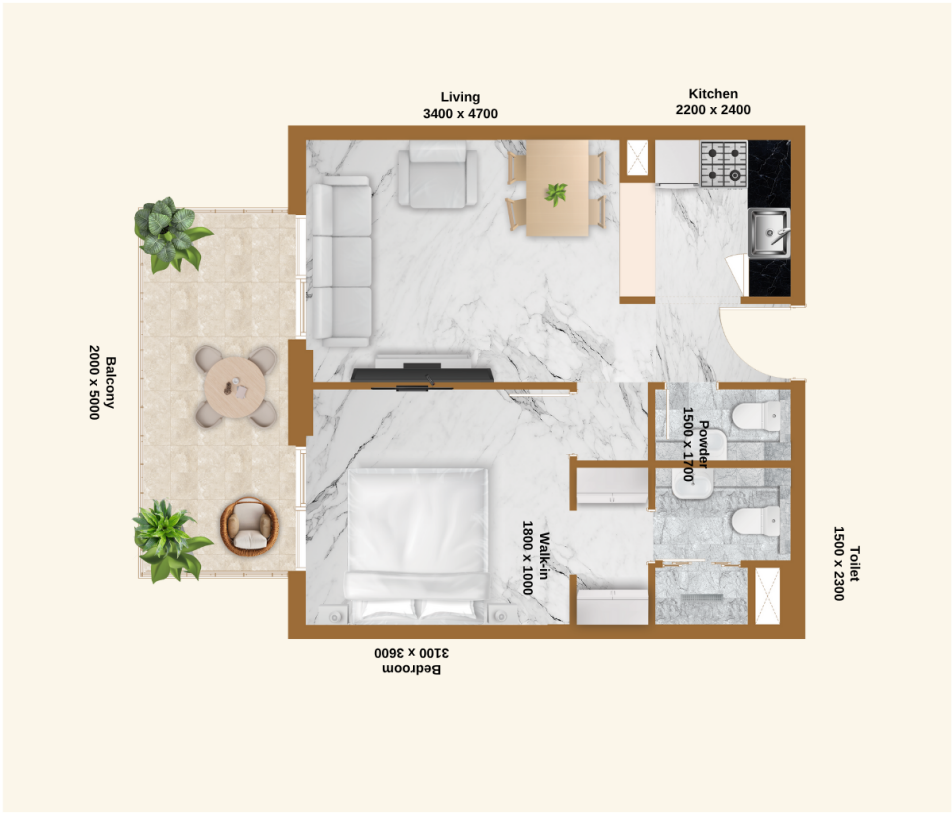 Living
3400 x 4700
Kitchen
2200 x 2400
Balcony
2000 x 5000
Powder
1500 x 1700
Walk-in
1800 x 1000
Toilet
1500 x 2300
Bedroom
3100 x 3600